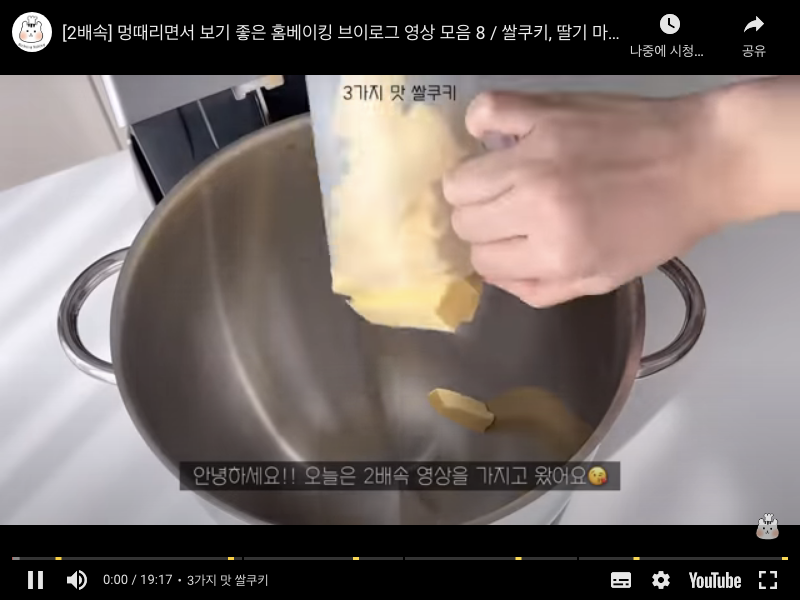 [2배속] 멍때리면서 보기 좋은 홈베이킹 브이로그 영상 모음 8 / 쌀쿠키, 딸기 마...
나중에 시청...
공유
3가지 맛 쌀쿠키
안녕하세요!! 오늘은 2배속 영상을 가지고 왔어요😘
0:00 / 19:17 • 3가지 맛 쌀쿠키
YouTube